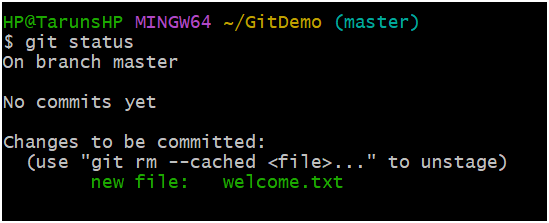 HP@TarunsHP MINGW64 ~/GitDemo (master)
$ git status
On branch master
No commits yet
Changes to be committed:
(use "git rm --cached <file>..." to unstage)
new file: welcome.txt